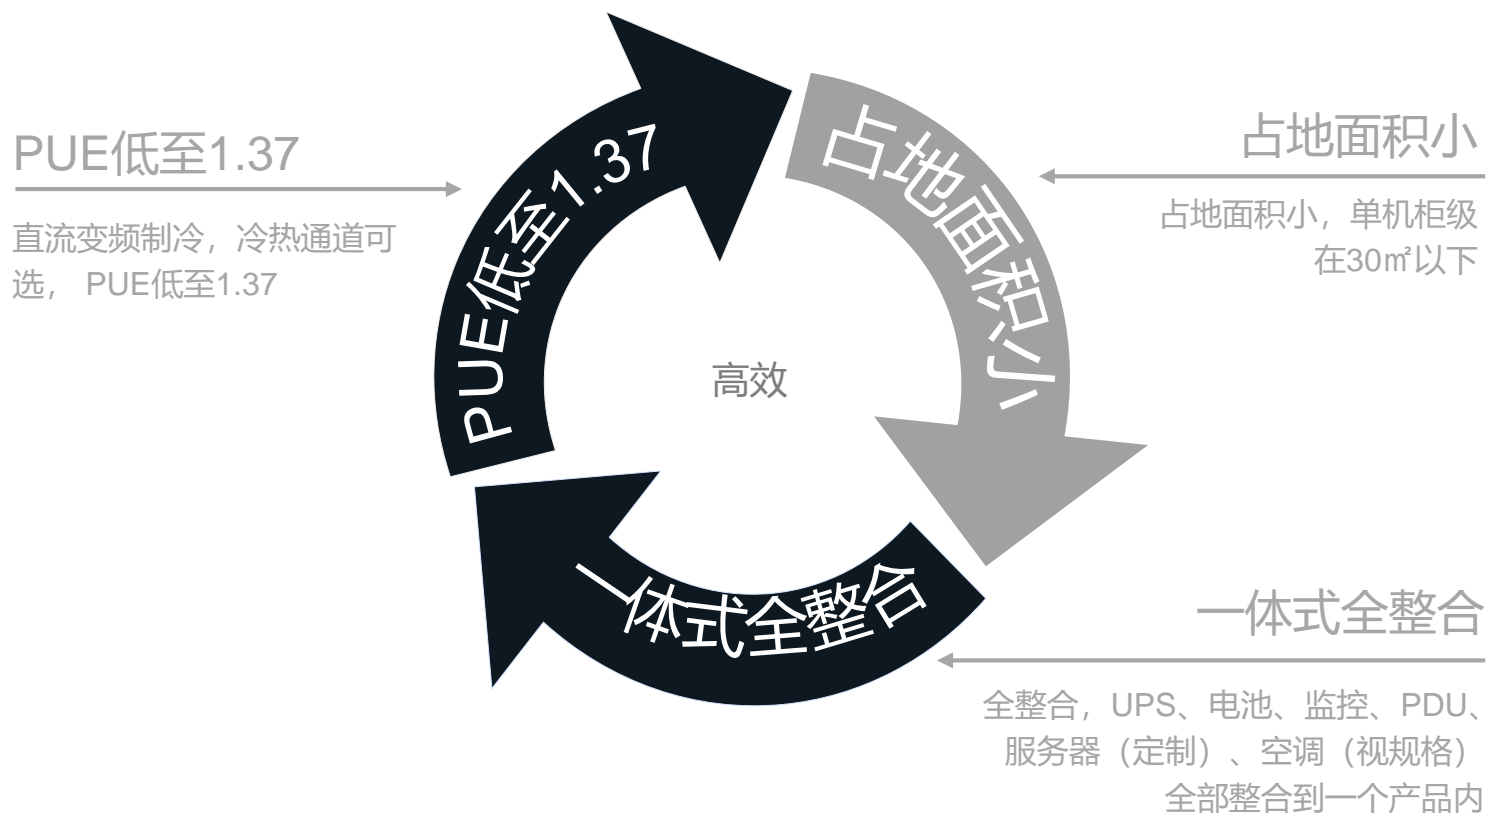 PUE低至1.37
直流变频制冷，冷热通道可
选， PUE低至1.37
PUE低至1.37
占地面积小
占地面积小
占地面积小，单机柜级
在30㎡以下
高效
一体式全整合
一体式全整合
全整合，UPS、电池、监控、PDU、
服务器（定制）、空调（视规格）
全部整合到一个产品内